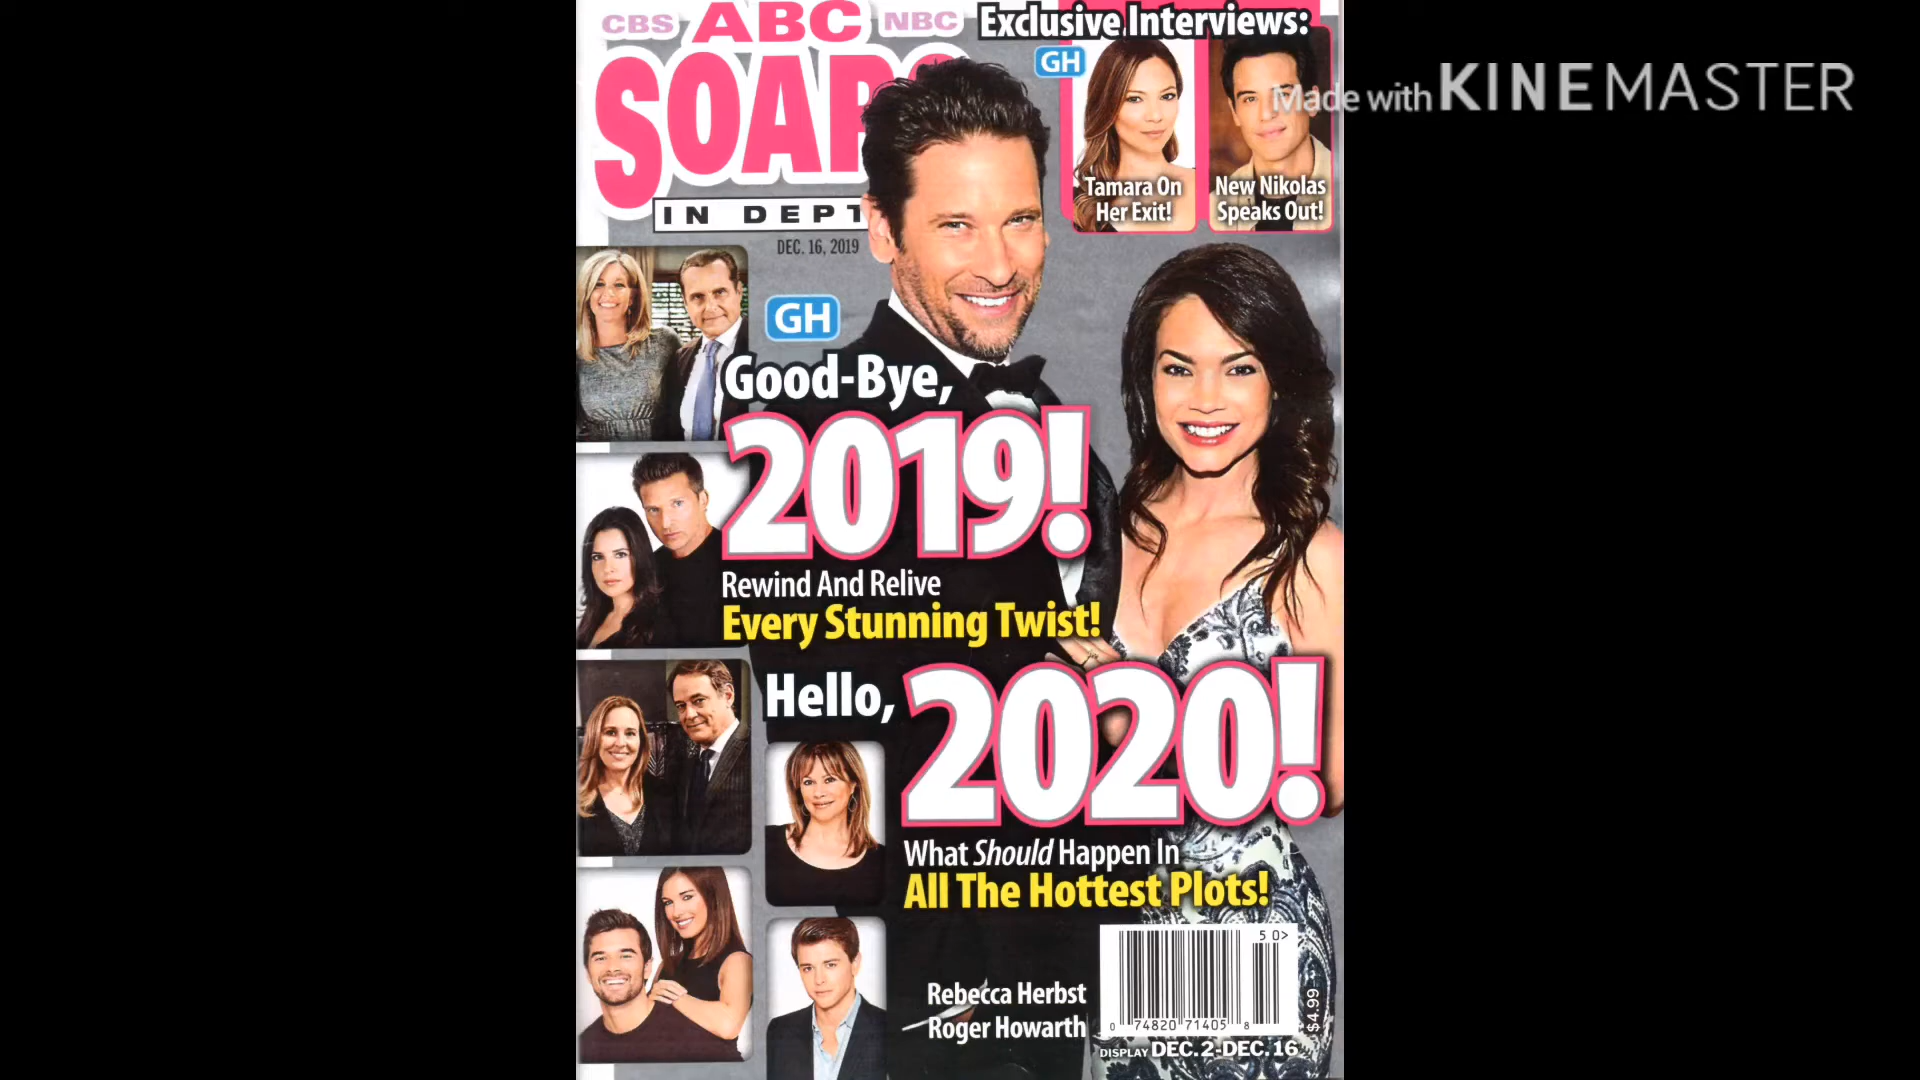 CBS ABC NBC
SOAPS
IN DEPT
DEC. 16, 2019
Exclusive Interviews:
GH
Tamara On
Her Exit!
New Nikolas
Speaks Out!
Made with KINEMASTER
GH
Good-Bye,
2019!
Rewind And Relive
Every Stunning Twist!
Hello,
2020!
What Should Happen In
All The Hottest Plots!
Rebecca Herbst
Roger Howarth
50>
0 74820 71405 8
$4.99
DISPLAY DEC. 2-DEC. 16